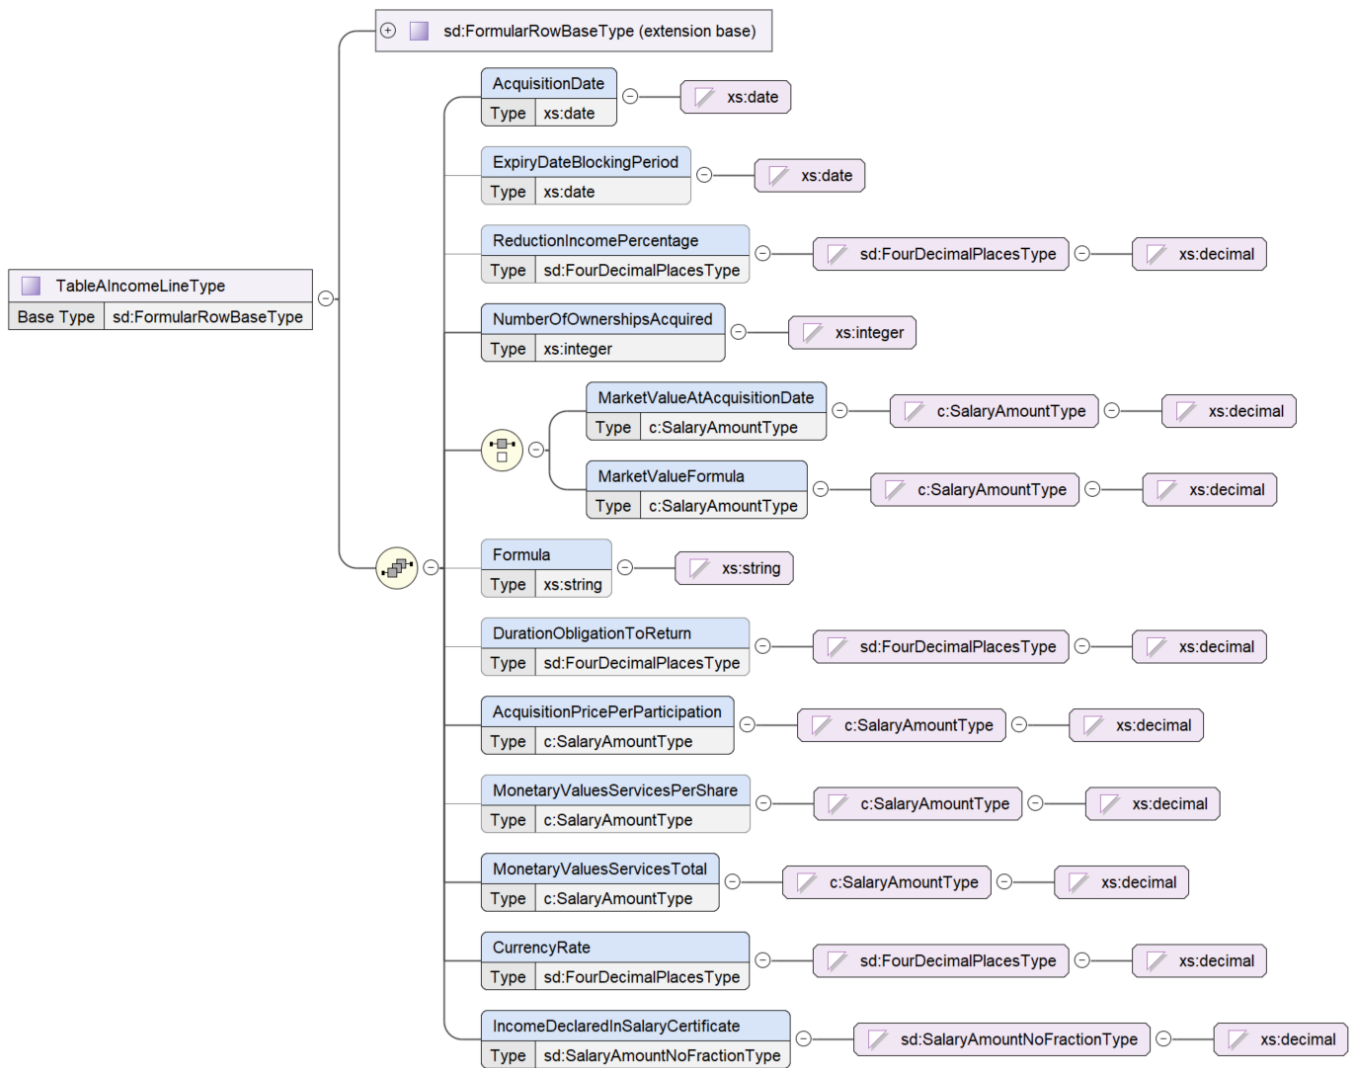 sd:FormularRowBaseType (extension base)
AcquisitionDate
Type xs:date
xs:date
ExpiryDateBlockingPeriod
Type xs:date
xs:date
ReductionIncomePercentage
Type sd:FourDecimalPlacesType
sd:FourDecimalPlacesType
xs:decimal
TableAIncomeLineType
Base Type sd:FormularRowBaseType
NumberOfOwnershipsAcquired
Type xs:integer
xs:integer
MarketValueAtAcquisitionDate
Type c:SalaryAmountType
c:SalaryAmountType
xs:decimal
MarketValueFormula
Type c:SalaryAmountType
c:SalaryAmountType
xs:decimal
Formula
Type xs:string
xs:string
DurationObligationToReturn
Type sd:FourDecimalPlacesType
sd:FourDecimalPlacesType
xs:decimal
AcquisitionPricePerParticipation
Type c:SalaryAmountType
c:SalaryAmountType
xs:decimal
MonetaryValuesServicesPerShare
Type c:SalaryAmountType
c:SalaryAmountType
xs:decimal
MonetaryValuesServicesTotal
Type c:SalaryAmountType
c:SalaryAmountType
xs:decimal
CurrencyRate
Type sd:FourDecimalPlacesType
sd:FourDecimalPlacesType
xs:decimal
IncomeDeclaredInSalaryCertificate
Type sd:SalaryAmountNoFractionType
sd:SalaryAmountNoFractionType
xs:decimal